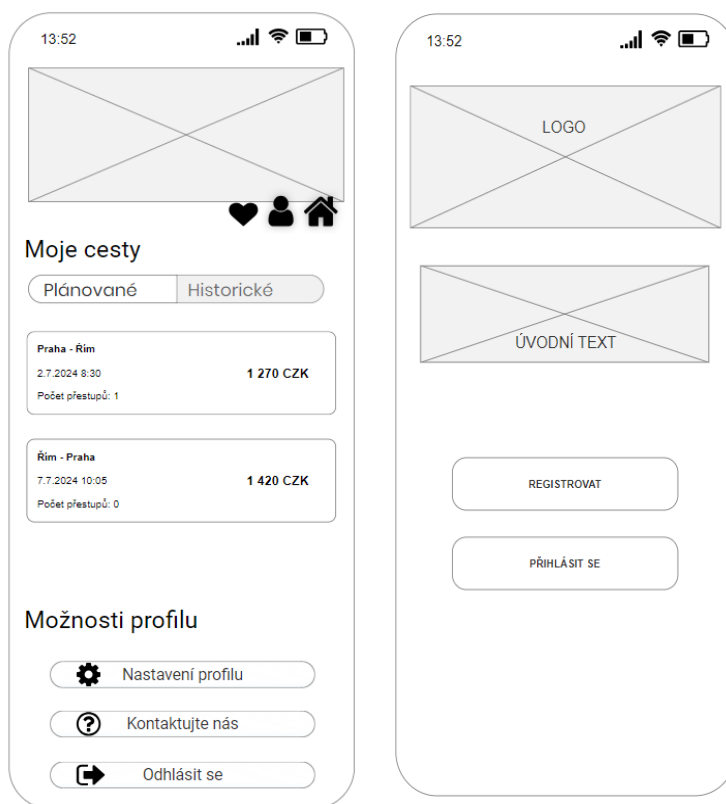 13:52
Moje cesty
Plánované
Historické
Praha - Řím
2.7.2024 8:30
1 270 CZK
Počet přestupů: 1
Řím - Praha
7.7.2024 10:05
1 420 CZK
Počet přestupů: 0
Možnosti profilu
Nastavení profilu
Kontaktujte nás
Odhlásit se
13:52
LOGO
ÚVODNÍ TEXT
REGISTROVAT
PŘIHLÁSIT SE